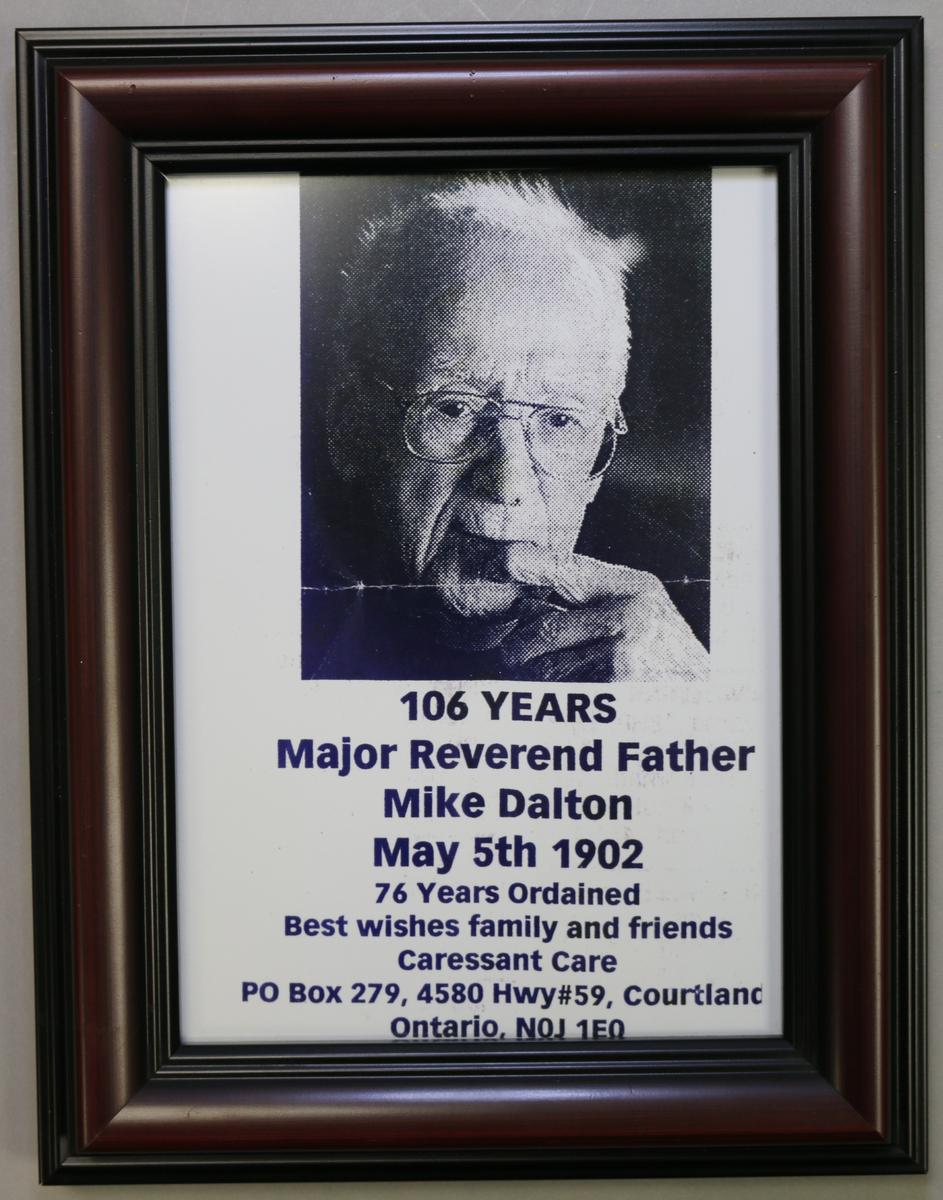 106 YEARS
Major Reverend Father
Mike Dalton
May 5th 1902
76 Years Ordained
Best wishes family and friends
Caressant Care
PO Box 279, 4580 Hwy#59, Courtland
Ontario, N0J 1E0